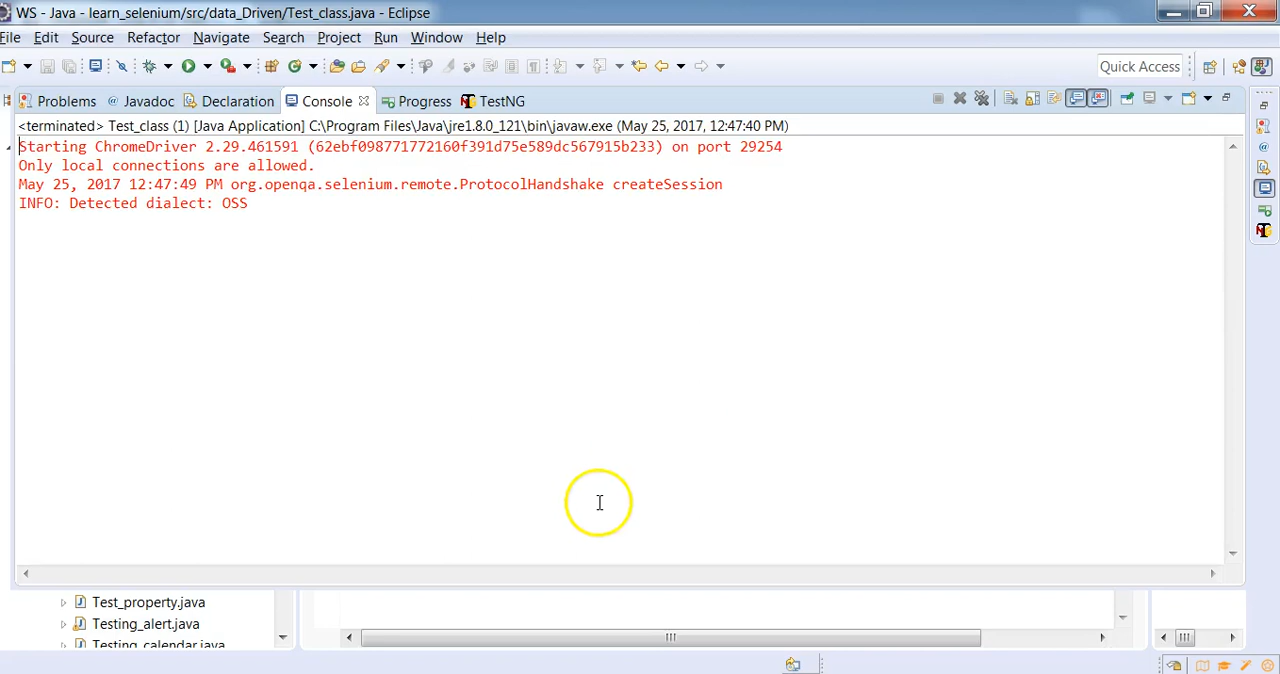 WS - Java - learn_selenium/src/data_Driven/Test_class.java - Eclipse
File Edit Source Refactor Navigate Search Project Run Window Help
Quick Access
Problems @ Javadoc Declaration Console Progress TestNG
<terminated> Test_class (1) [Java Application] C:\Program Files\Java\jre1.8.0_121\bin\javaw.exe (May 25, 2017, 12:47:40 PM)
Starting ChromeDriver 2.29.461591 (62ebf098771772160f391d75e589dc567915b233) on port 29254
Only local connections are allowed.
May 25, 2017 12:47:49 PM org.openqa.selenium.remote.ProtocolHandshake createSession
INFO: Detected dialect: OSS
Test_property.java
Testing_alert.java
Testing_calendar.java